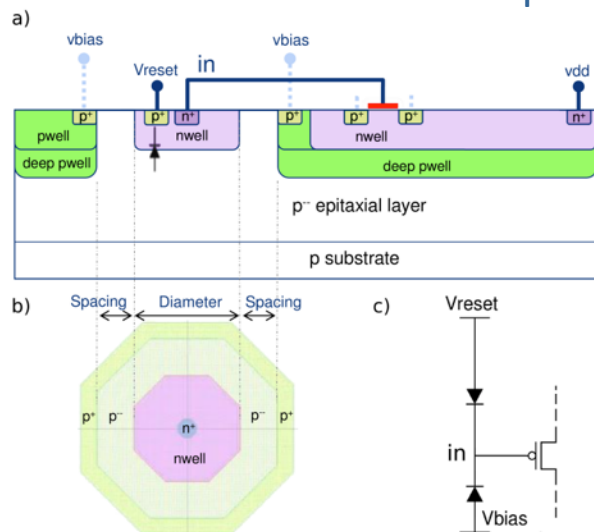 a)
vbias
vbias
Vreset
in
vdd
p⁺
p⁺
n⁺
p⁺
p⁺
p⁺
n⁺
pwell
nwell
nwell
deep pwell
deep pwell
p⁻⁻ epitaxial layer
p substrate
b)
Spacing
Diameter
Spacing
p⁺
p⁻⁻
n⁺
p⁻⁻
p⁺
nwell
c)
Vreset
in
Vbias